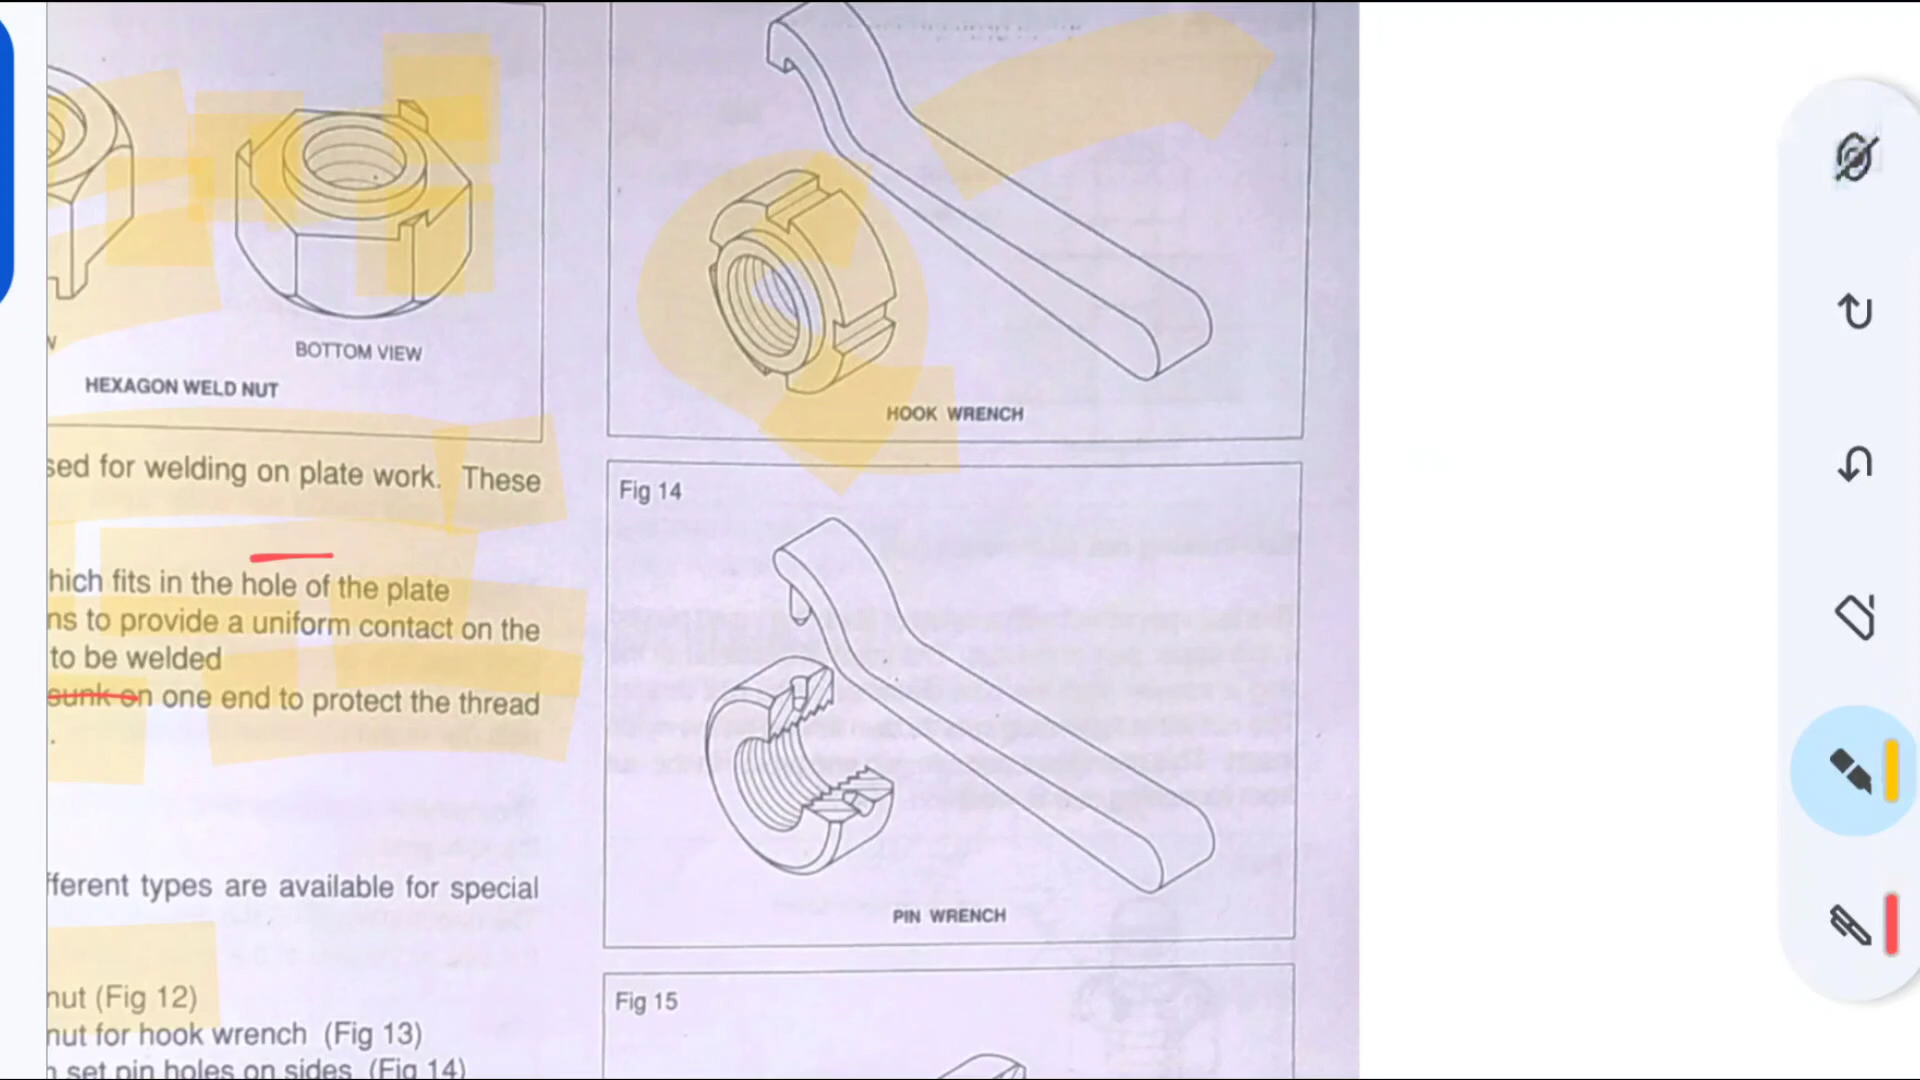 BOTTOM VIEW
HEXAGON WELD NUT
sed for welding on plate work. These
hich fits in the hole of the plate
ns to provide a uniform contact on the
to be welded
sunk on one end to protect the thread
.
fferent types are available for special
nut (Fig 12)
nut for hook wrench (Fig 13)
set pin holes on sides (Fig 14)
HOOK WRENCH
Fig 14
PIN WRENCH
Fig 15